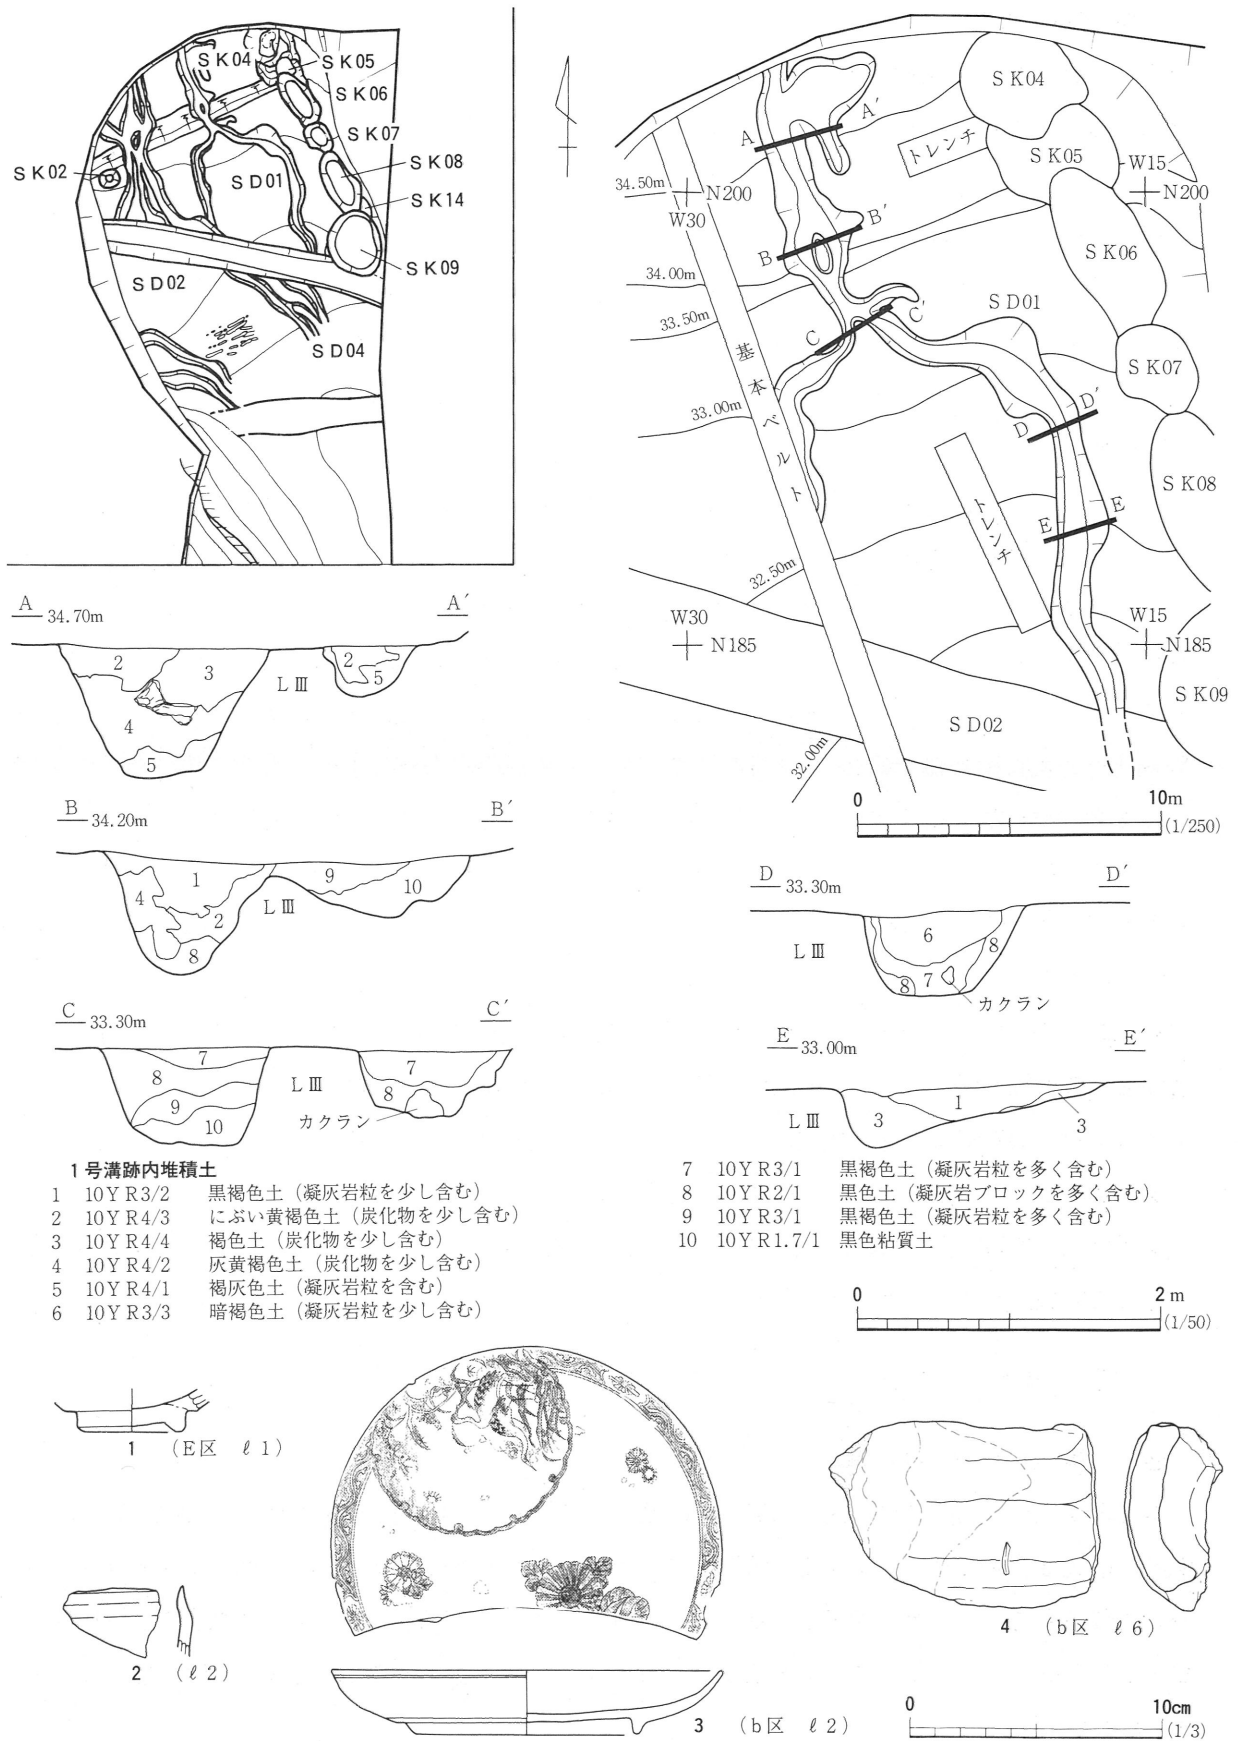 SK04
SK05
SK06
SK07
SK02
SK08
SD01
SK14
SK09
SD02
SD04
SK04
A
A′
トレンチ
SK05
W15
34.50m
N200
N200
W30
B′
B
SK06
34.00m
SD01
33.50m
C
C′
基本ベルト
SK07
33.00m
D′
D
トレンチ
SK08
E
E
32.50m
W30
W15
N185
N185
SK09
SD02
32.00m
0 10m
(1/250)
A 34.70m A′
2 3 2 5
LⅢ
4
5
B 34.20m B′
4 1 9 10
2 LⅢ
8
D 33.30m D′
6
LⅢ 8
8 7
カクラン
C 33.30m C′
7 7
8 LⅢ
9 8
10 カクラン
E 33.00m E′
1
LⅢ 3
3
1号溝跡内堆積土
1 10YR3/2 黒褐色土（凝灰岩粒を少し含む）
2 10YR4/3 にぶい黄褐色土（炭化物を少し含む）
3 10YR4/4 褐色土（炭化物を少し含む）
4 10YR4/2 灰黄褐色土（炭化物を少し含む）
5 10YR4/1 褐灰色土（凝灰岩粒を含む）
6 10YR3/3 暗褐色土（凝灰岩粒を少し含む）
7 10YR3/1 黒褐色土（凝灰岩粒を多く含む）
8 10YR2/1 黒色土（凝灰岩ブロックを多く含む）
9 10YR3/1 黒褐色土（凝灰岩粒を多く含む）
10 10YR1.7/1 黒色粘質土
0 2m
(1/50)
1 （E区 ℓ1）
2 （ℓ2）
3 （b区 ℓ2）
4 （b区 ℓ6）
0 10cm
(1/3)